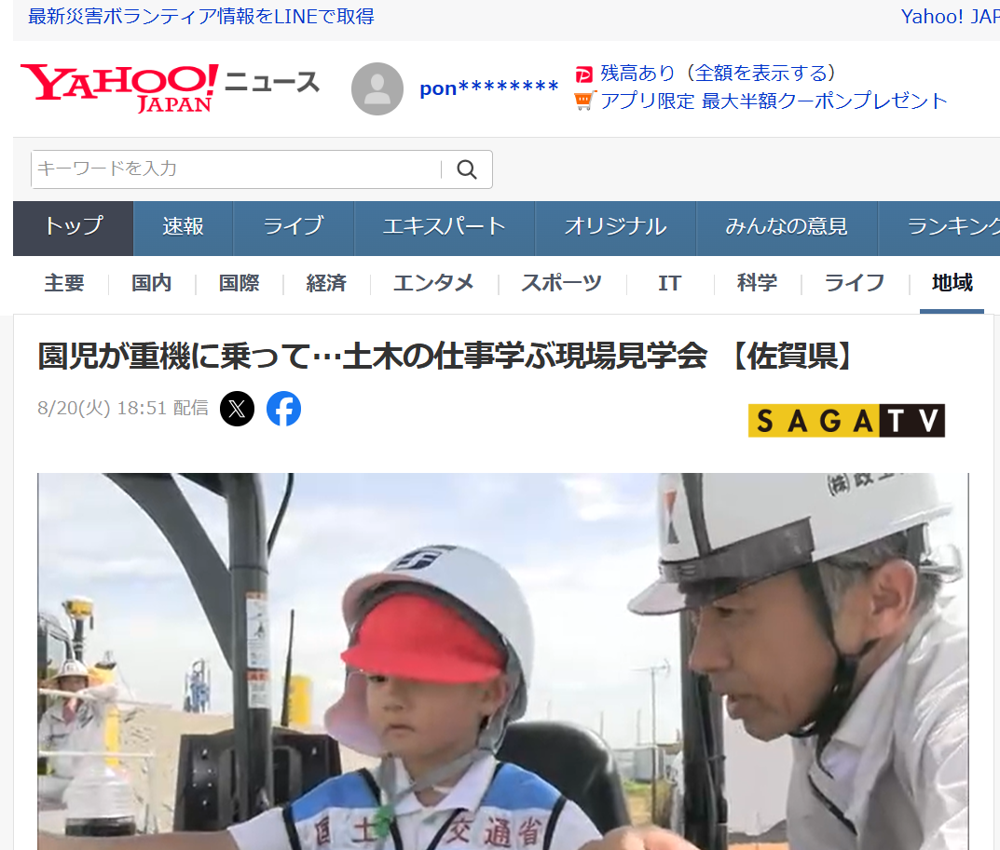 最新災害ボランティア情報をLINEで取得
Yahoo! JAP
YAHOO! JAPAN ニュース
pon********
残高あり（全額を表示する）
アプリ限定 最大半額クーポンプレゼント
キーワードを入力
トップ 速報 ライブ エキスパート オリジナル みんなの意見 ランキング
主要 国内 国際 経済 エンタメ スポーツ IT 科学 ライフ 地域
園児が重機に乗って…土木の仕事学ぶ現場見学会 【佐賀県】
8/20(火) 18:51 配信
SAGATV
(株)
国土交通省